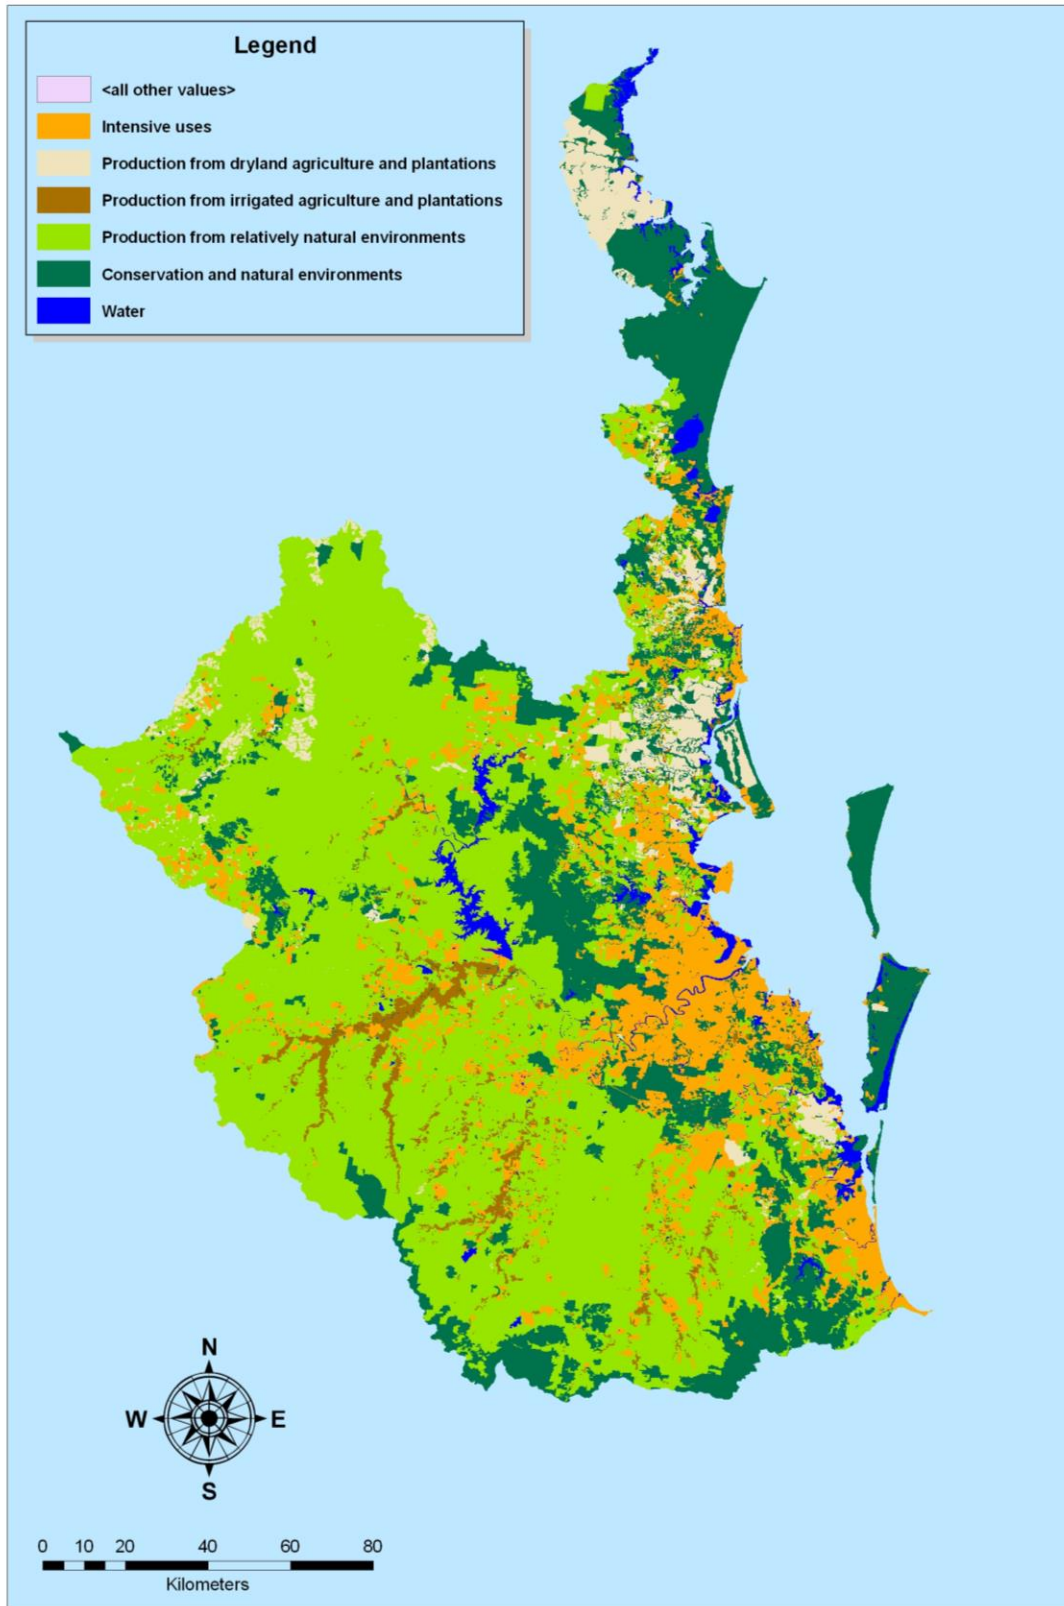 Legend
<all other values>
Intensive uses
Production from dryland agriculture and plantations
Production from irrigated agriculture and plantations
Production from relatively natural environments
Conservation and natural environments
Water
N
W E
S
0 10 20 40 60 80
Kilometers